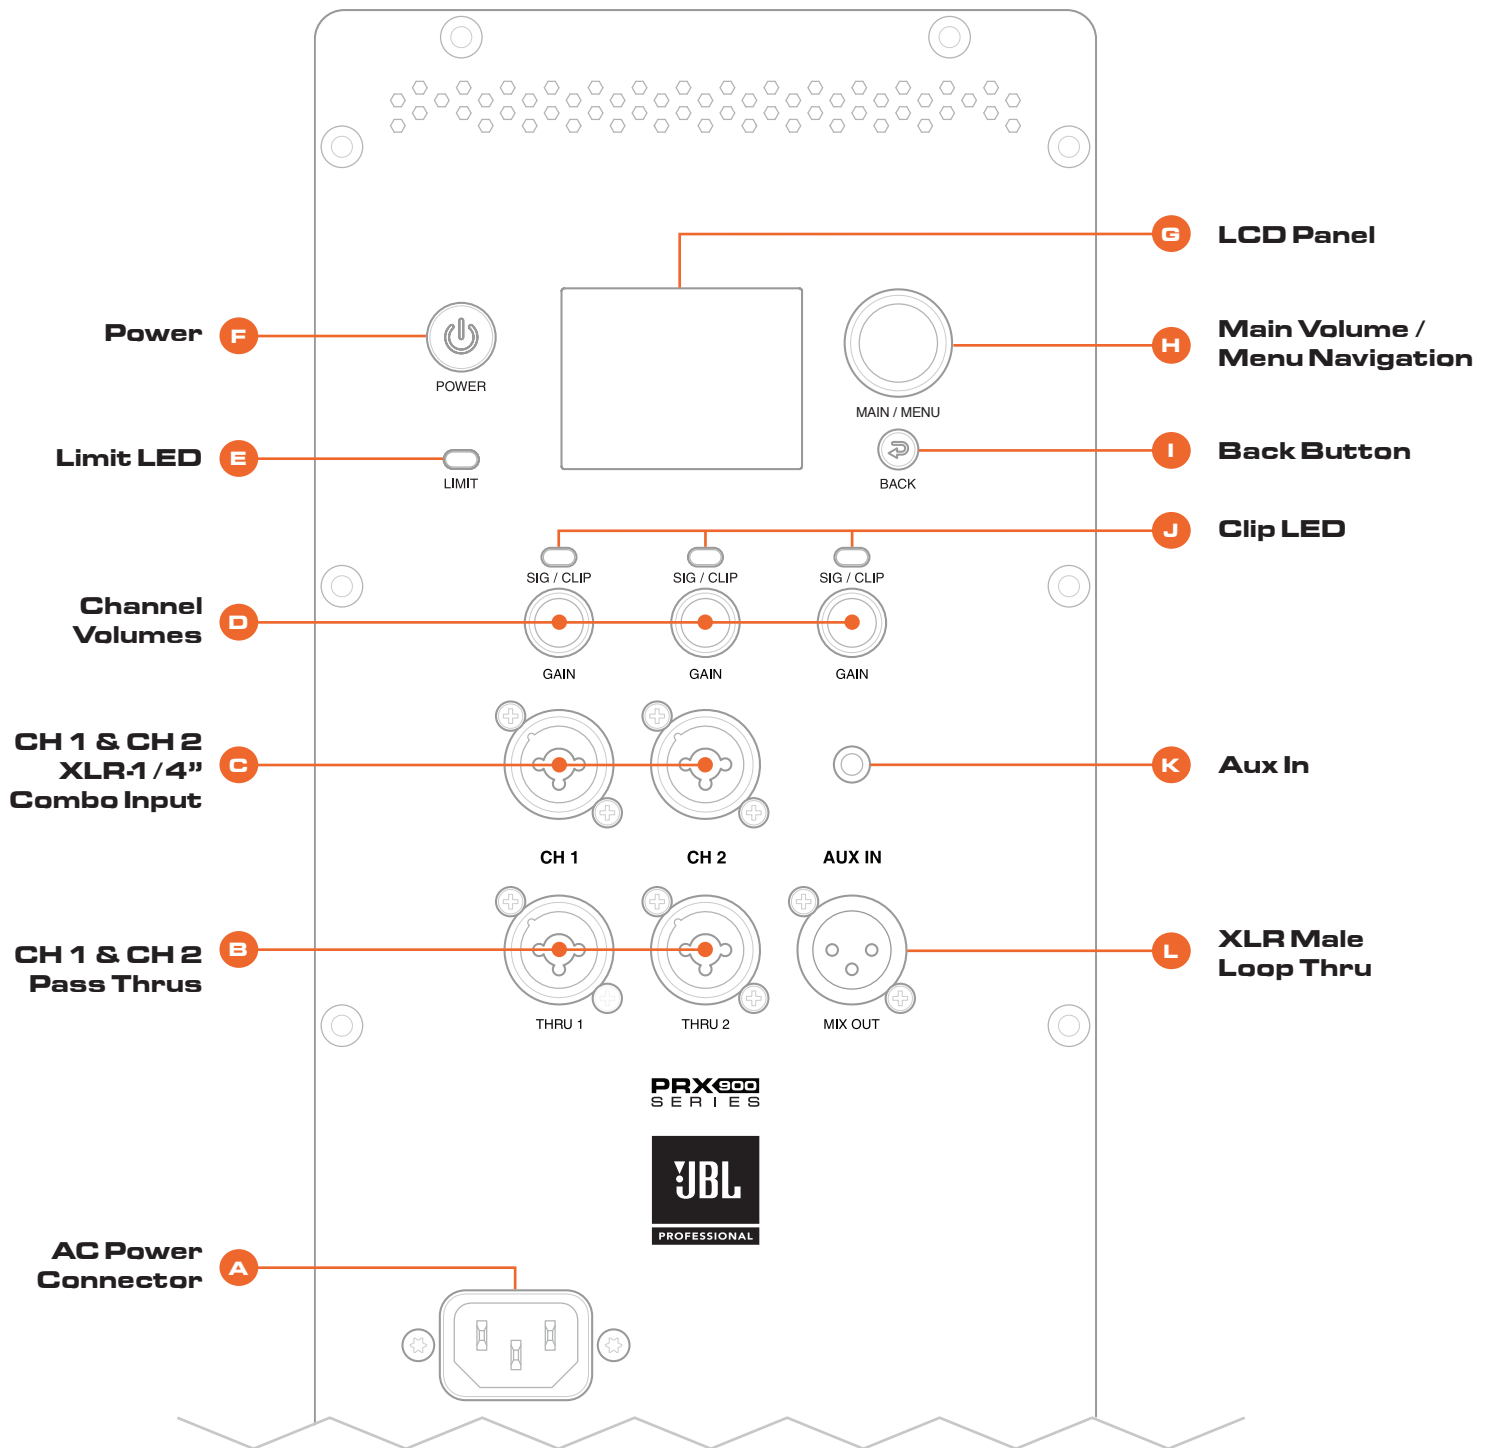 G LCD Panel
Power F
POWER
H Main Volume /
Menu Navigation
MAIN / MENU
Limit LED E
LIMIT
I Back Button
BACK
J Clip LED
SIG / CLIP SIG / CLIP SIG / CLIP
Channel
Volumes D
GAIN GAIN GAIN
CH 1 & CH 2
XLR-1/4”
Combo Input C
K Aux In
CH 1 CH 2 AUX IN
CH 1 & CH 2
Pass Thrus B
L XLR Male
Loop Thru
THRU 1 THRU 2 MIX OUT
PRX 900
SERIES
JBL
PROFESSIONAL
AC Power
Connector A